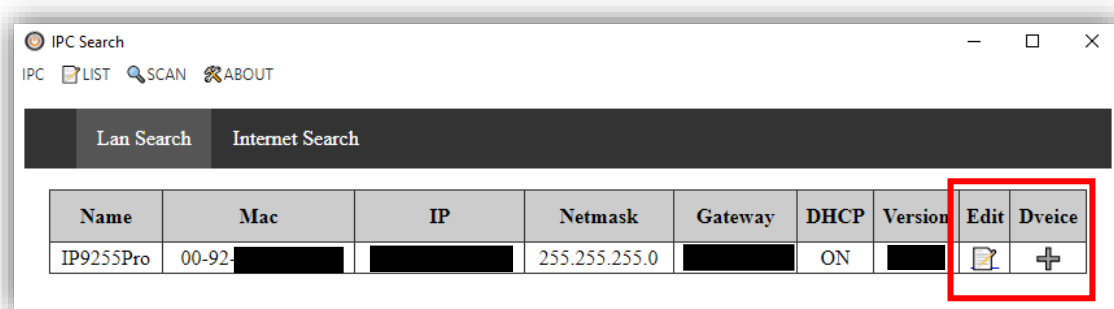 IPC Search
IPC LIST SCAN ABOUT
Lan Search Internet Search
Name Mac IP Netmask Gateway DHCP Version Edit Dveice
IP9255Pro 00-92- 255.255.255.0 ON